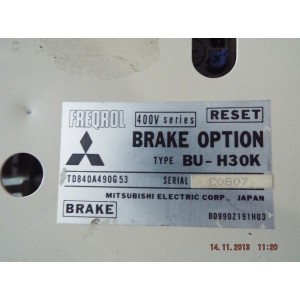 FREQROL 400V series RESET
BRAKE OPTION
TYPE BU-H30K
TD840A490G53 SERIAL C0807
MITSUBISHI ELECTRIC CORP., JAPAN
BRAKE BD990Z191H03
14.11.2013 11:20